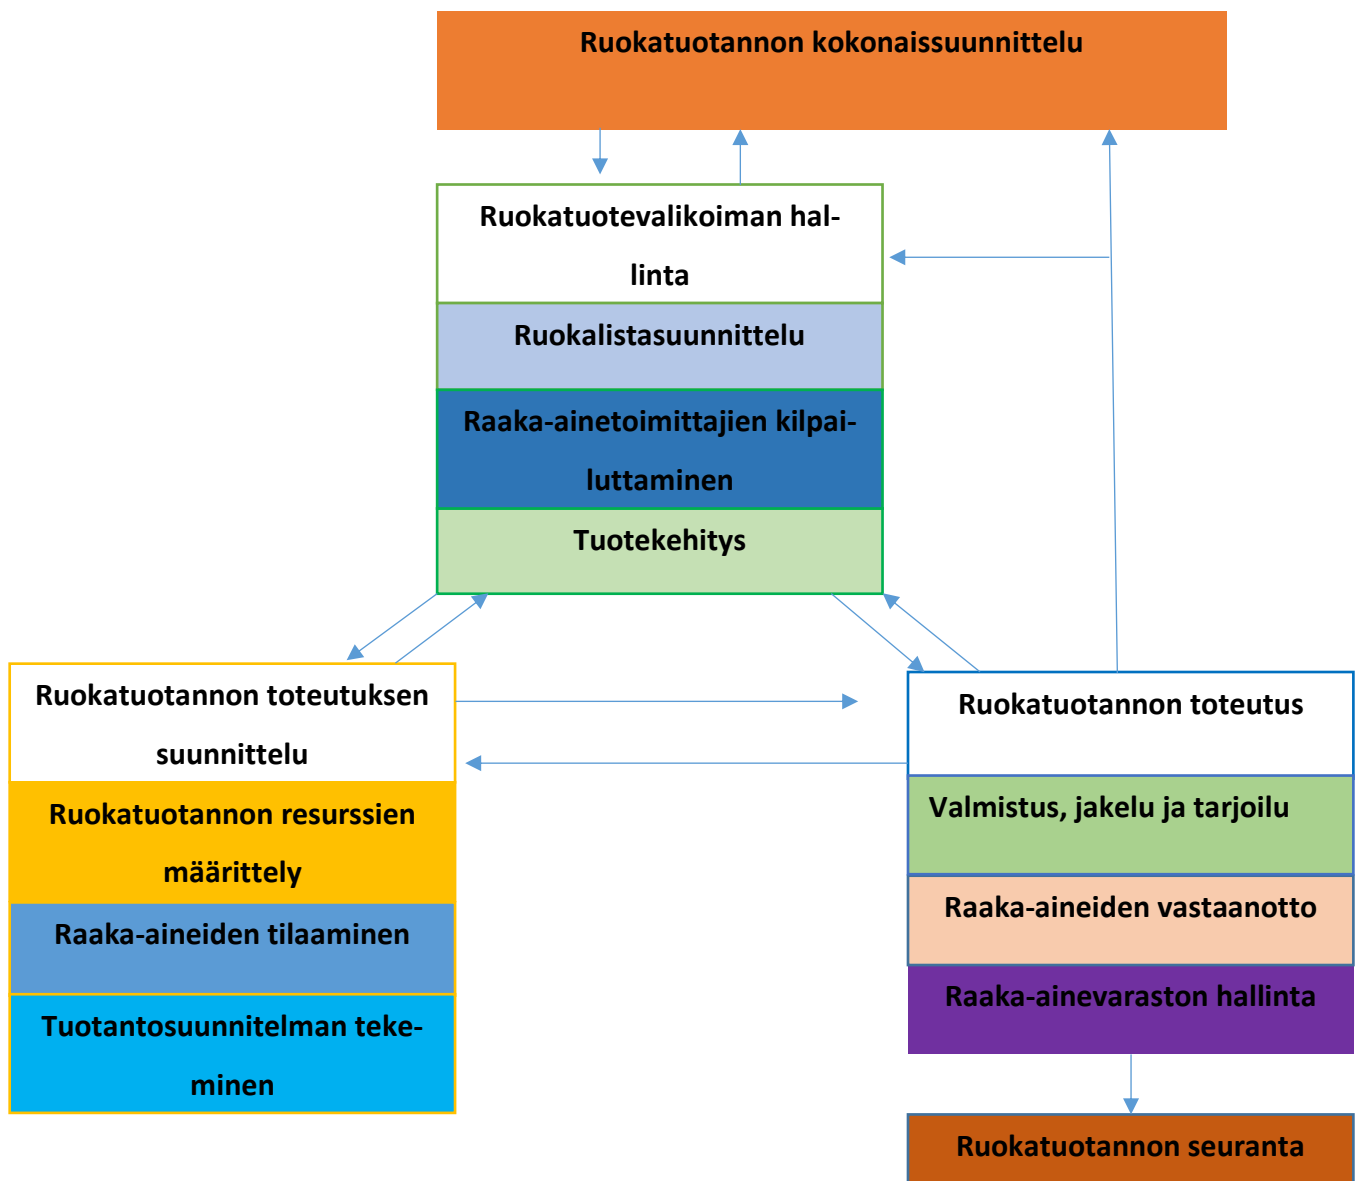 Ruokatuotannon kokonaissuunnittelu
Ruokatuotevalikoiman hal-
linta
Ruokalistasuunnittelu
Raaka-ainetoimittajien kilpai-
luttaminen
Tuotekehitys
Ruokatuotannon toteutuksen
suunnittelu
Ruokatuotannon resurssien
määrittely
Raaka-aineiden tilaaminen
Tuotantosuunnitelman teke-
minen
Ruokatuotannon toteutus
Valmistus, jakelu ja tarjoilu
Raaka-aineiden vastaanotto
Raaka-ainevaraston hallinta
Ruokatuotannon seuranta